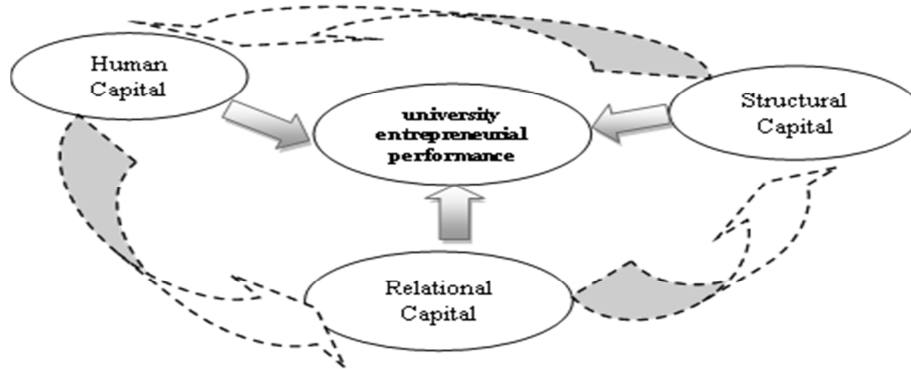 Human
Capital
university
entrepreneurial
performance
Structural
Capital
Relational
Capital